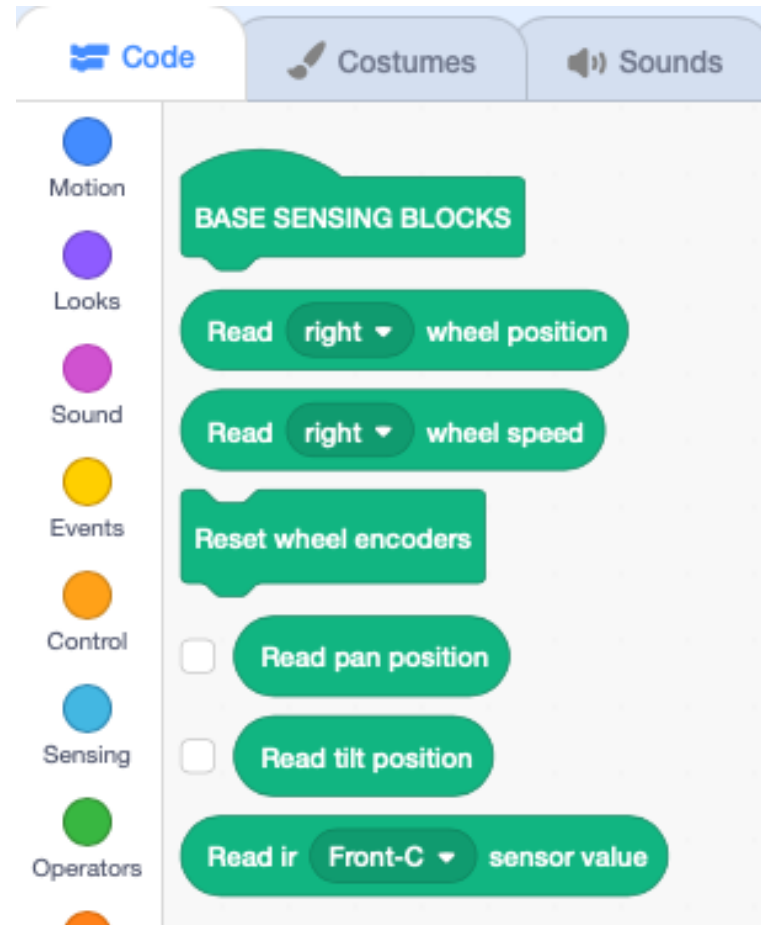 Code
Costumes
Sounds
Motion
Looks
Sound
Events
Control
Sensing
Operators
BASE SENSING BLOCKS
Read right wheel position
Read right wheel speed
Reset wheel encoders
Read pan position
Read tilt position
Read ir Front-C sensor value